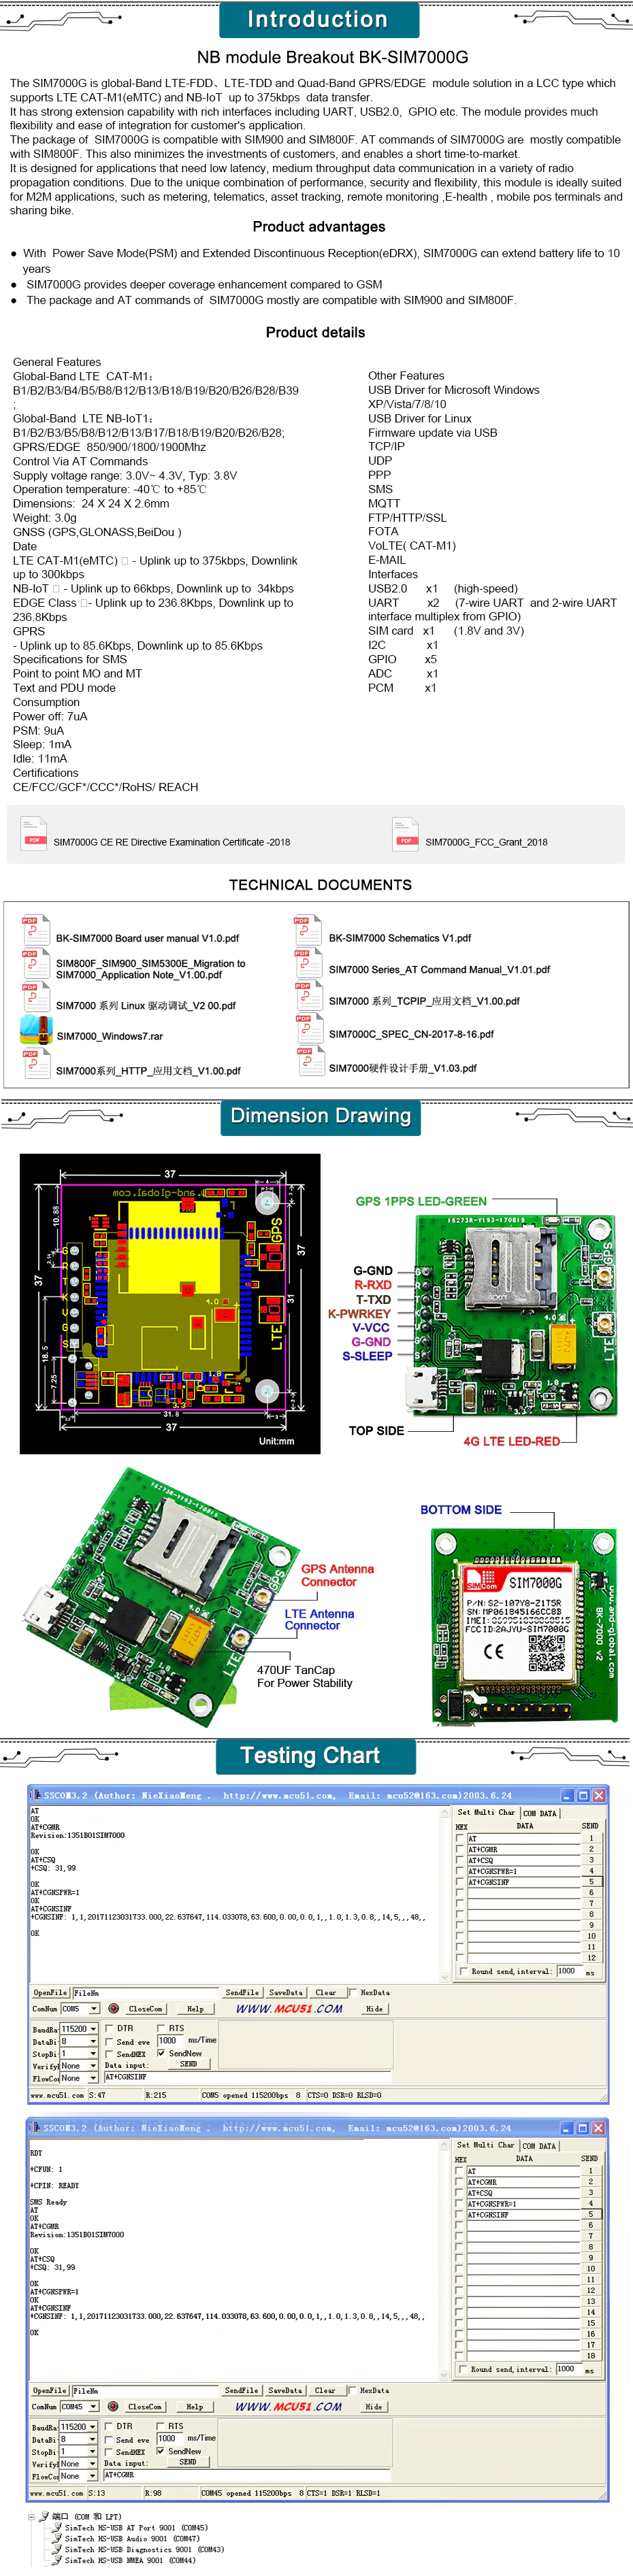 Introduction
NB module Breakout BK-SIM7000G
The SIM7000G is global-Band LTE-FDD、LTE-TDD and Quad-Band GPRS/EDGE module solution in a LCC type which
supports LTE CAT-M1(eMTC) and NB-IoT up to 375kbps data transfer.
It has strong extension capability with rich interfaces including UART, USB2.0, GPIO etc. The module provides much
flexibility and ease of integration for customer's application.
The package of SIM7000G is compatible with SIM900 and SIM800F. AT commands of SIM7000G are mostly compatible
with SIM800F. This also minimizes the investments of customers, and enables a short time-to-market.
It is designed for applications that need low latency, medium throughput data communication in a variety of radio
propagation conditions. Due to the unique combination of performance, security and flexibility, this module is ideally suited
for M2M applications, such as metering, telematics, asset tracking, remote monitoring ,E-health , mobile pos terminals and
sharing bike.
Product advantages
● With Power Save Mode(PSM) and Extended Discontinuous Reception(eDRX), SIM7000G can extend battery life to 10
years
● SIM7000G provides deeper coverage enhancement compared to GSM
● The package and AT commands of SIM7000G mostly are compatible with SIM900 and SIM800F.
Product details
General Features
Global-Band LTE CAT-M1：
B1/B2/B3/B4/B5/B8/B12/B13/B18/B19/B20/B26/B28/B39
;
Global-Band LTE NB-IoT1：
B1/B2/B3/B5/B8/B12/B13/B17/B18/B19/B20/B26/B28;
GPRS/EDGE 850/900/1800/1900Mhz
Control Via AT Commands
Supply voltage range: 3.0V~ 4.3V, Typ: 3.8V
Operation temperature: -40℃ to +85℃
Dimensions: 24 X 24 X 2.6mm
Weight: 3.0g
GNSS (GPS,GLONASS,BeiDou )
Date
LTE CAT-M1(eMTC) □ - Uplink up to 375kbps, Downlink
up to 300kbps
NB-IoT □ - Uplink up to 66kbps, Downlink up to 34kbps
EDGE Class □- Uplink up to 236.8Kbps, Downlink up to
236.8Kbps
GPRS
- Uplink up to 85.6Kbps, Downlink up to 85.6Kbps
Specifications for SMS
Point to point MO and MT
Text and PDU mode
Consumption
Power off: 7uA
PSM: 9uA
Sleep: 1mA
Idle: 11mA
Certifications
CE/FCC/GCF*/CCC*/RoHS/ REACH
Other Features
USB Driver for Microsoft Windows
XP/Vista/7/8/10
USB Driver for Linux
Firmware update via USB
TCP/IP
UDP
PPP
SMS
MQTT
FTP/HTTP/SSL
FOTA
VoLTE( CAT-M1)
E-MAIL
Interfaces
USB2.0 x1 (high-speed)
UART x2 (7-wire UART and 2-wire UART
interface multiplex from GPIO)
SIM card x1 (1.8V and 3V)
I2C x1
GPIO x5
ADC x1
PCM x1
PDF SIM7000G CE RE Directive Examination Certificate -2018
PDF SIM7000G_FCC_Grant_2018
TECHNICAL DOCUMENTS
PDF BK-SIM7000 Board user manual V1.0.pdf
PDF BK-SIM7000 Schematics V1.pdf
PDF SIM800F_SIM900_SIM5300E_Migration to
SIM7000_Application Note_V1.00.pdf
PDF SIM7000 Series_AT Command Manual_V1.01.pdf
PDF SIM7000 系列 Linux 驱动调试_V2 00.pdf
PDF SIM7000 系列_TCPIP_应用文档_V1.00.pdf
SIM7000_Windows7.rar
PDF SIM7000C_SPEC_CN-2017-8-16.pdf
PDF SIM7000系列_HTTP_应用文档_V1.00.pdf
PDF SIM7000硬件设计手册_V1.03.pdf
Dimension Drawing
37
37
10.88
18.5
7.25
31.8
37
37
31
3
GPS
LTE
4.0
1.8
3.3
G
R
T
K
V
G
S
Unit:mm
GPS 1PPS LED-GREEN
16273R-Y193-170819
G-GND
R-RXD
T-TXD
K-PWRKEY
V-VCC
G-GND
S-SLEEP
GPS
LTE
4.0
1.8
3.3
TOP SIDE
4G LTE LED-RED
16273R-Y193-170819
GPS Antenna
Connector
LTE Antenna
Connector
470UF TanCap
For Power Stability
GPS
LTE
BOTTOM SIDE
SIMCom
SIM7000G
P/N: S2-107Y8-Z1T5R
SN: MP061845166CC8B
FCC ID: 2AJYU-SIM7000G
CE
BK-7000 v2
Testing Chart
SSCOM3.2 (Author: NieXiaoMeng . http://www.mcu51.com, Email: mcu52@163.com)2003.6.24
AT
OK
AT+CGMR
Revision:1351B01SIM7000
OK
AT+CSQ
+CSQ: 31,99
OK
AT+CGNSPWR=1
OK
AT+CGNSINF
+CGNSINF: 1,1,20171123031733.000,22.637647,114.033078,63.600,0.00,0.0,1,,1.0,1.3,0.8,,14,5,,,48,,
OK
Set Multi Char COM DATA
HEX DATA SEND
AT 1
AT+CGMR 2
AT+CSQ 3
AT+CGNSPWR=1 4
AT+CGNSINF 5
6
7
8
9
10
11
12
Round send,interval: 1000 ms
OpenFile FileNm SendFile SaveData Clear HexData
ComNum COM5 CloseCom Help WWW.MCU51.COM Hide
BaudRa 115200 DTR RTS
DataBi 8 Send eve 1000 ms/Time
StopBi 1 SendHEX SendNew
Verify None Data input: SEND
FlowCo None AT+CGNSINF
www.mcu51.com S:47 R:215 COM5 opened 115200bps 8 CTS=0 DSR=0 RLSD=0
SSCOM3.2 (Author: NieXiaoMeng . http://www.mcu51.com, Email: mcu52@163.com)2003.6.24
RDY
+CFUN: 1
+CPIN: READY
SMS Ready
AT
OK
AT+CGMR
Revision:1351B01SIM7000
OK
AT+CSQ
+CSQ: 31,99
OK
AT+CGNSPWR=1
OK
AT+CGNSINF
+CGNSINF: 1,1,20171123031733.000,22.637647,114.033078,63.600,0.00,0.0,1,,1.0,1.3,0.8,,14,5,,,48,,
OK
Set Multi Char COM DATA
HEX DATA SEND
AT 1
AT+CGMR 2
AT+CSQ 3
AT+CGNSPWR=1 4
AT+CGNSINF 5
6
7
8
9
10
11
12
13
14
15
16
17
18
Round send,interval: 1000 ms
OpenFile FileNm SendFile SaveData Clear HexData
ComNum COM45 CloseCom Help WWW.MCU51.COM Hide
BaudRa 115200 DTR RTS
DataBi 8 Send eve 1000 ms/Time
StopBi 1 SendHEX SendNew
Verify None Data input: SEND
FlowCo None AT+CGMR
www.mcu51.com S:13 R:98 COM45 opened 115200bps 8 CTS=1 DSR=1 RLSD=1
端口 (COM 和 LPT)
SimTech HS-USB AT Port 9001 (COM45)
SimTech HS-USB Audio 9001 (COM47)
SimTech HS-USB Diagnostics 9001 (COM43)
SimTech HS-USB NMEA 9001 (COM44)